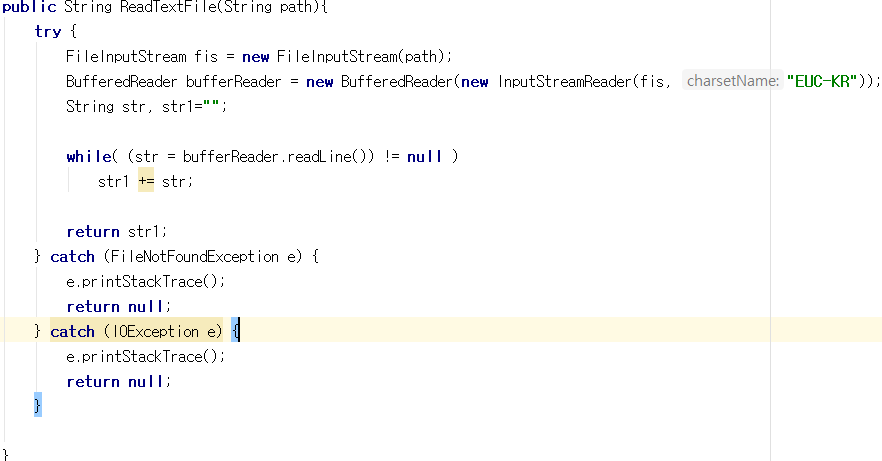 public String ReadTextFile(String path){
try {
FileInputStream fis = new FileInputStream(path);
BufferedReader bufferReader = new BufferedReader(new InputStreamReader(fis, charsetName: "EUC-KR"));
String str, str1="";
while( (str = bufferReader.readLine()) != null )
str1 += str;
return str1;
} catch (FileNotFoundException e) {
e.printStackTrace();
return null;
} catch (IOException e) {
e.printStackTrace();
return null;
}
}